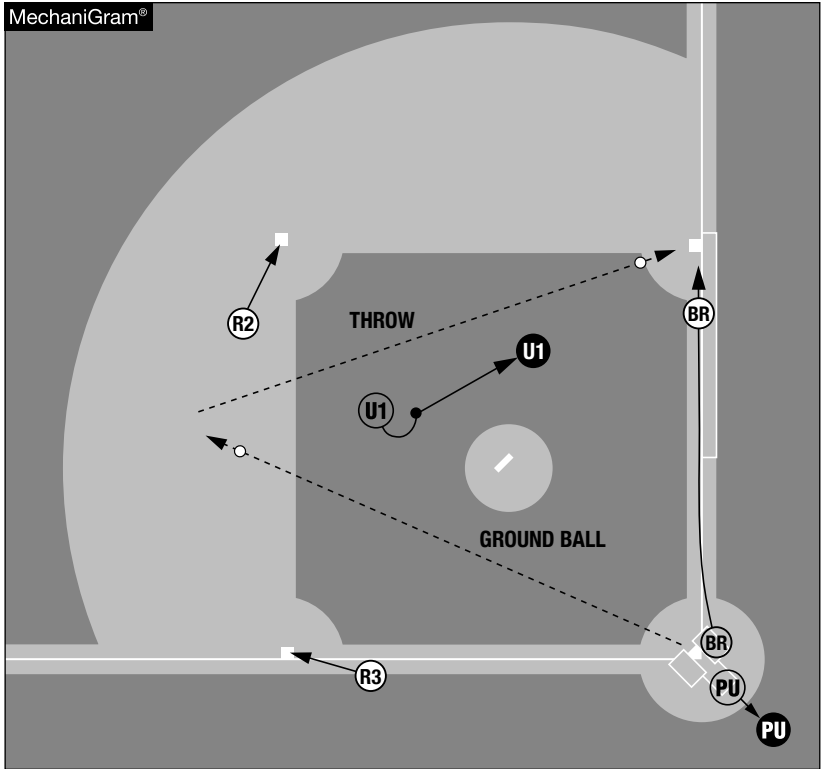 MechaniGram®
R2
THROW
BR
U1
U1
GROUND BALL
BR
R3
PU
PU